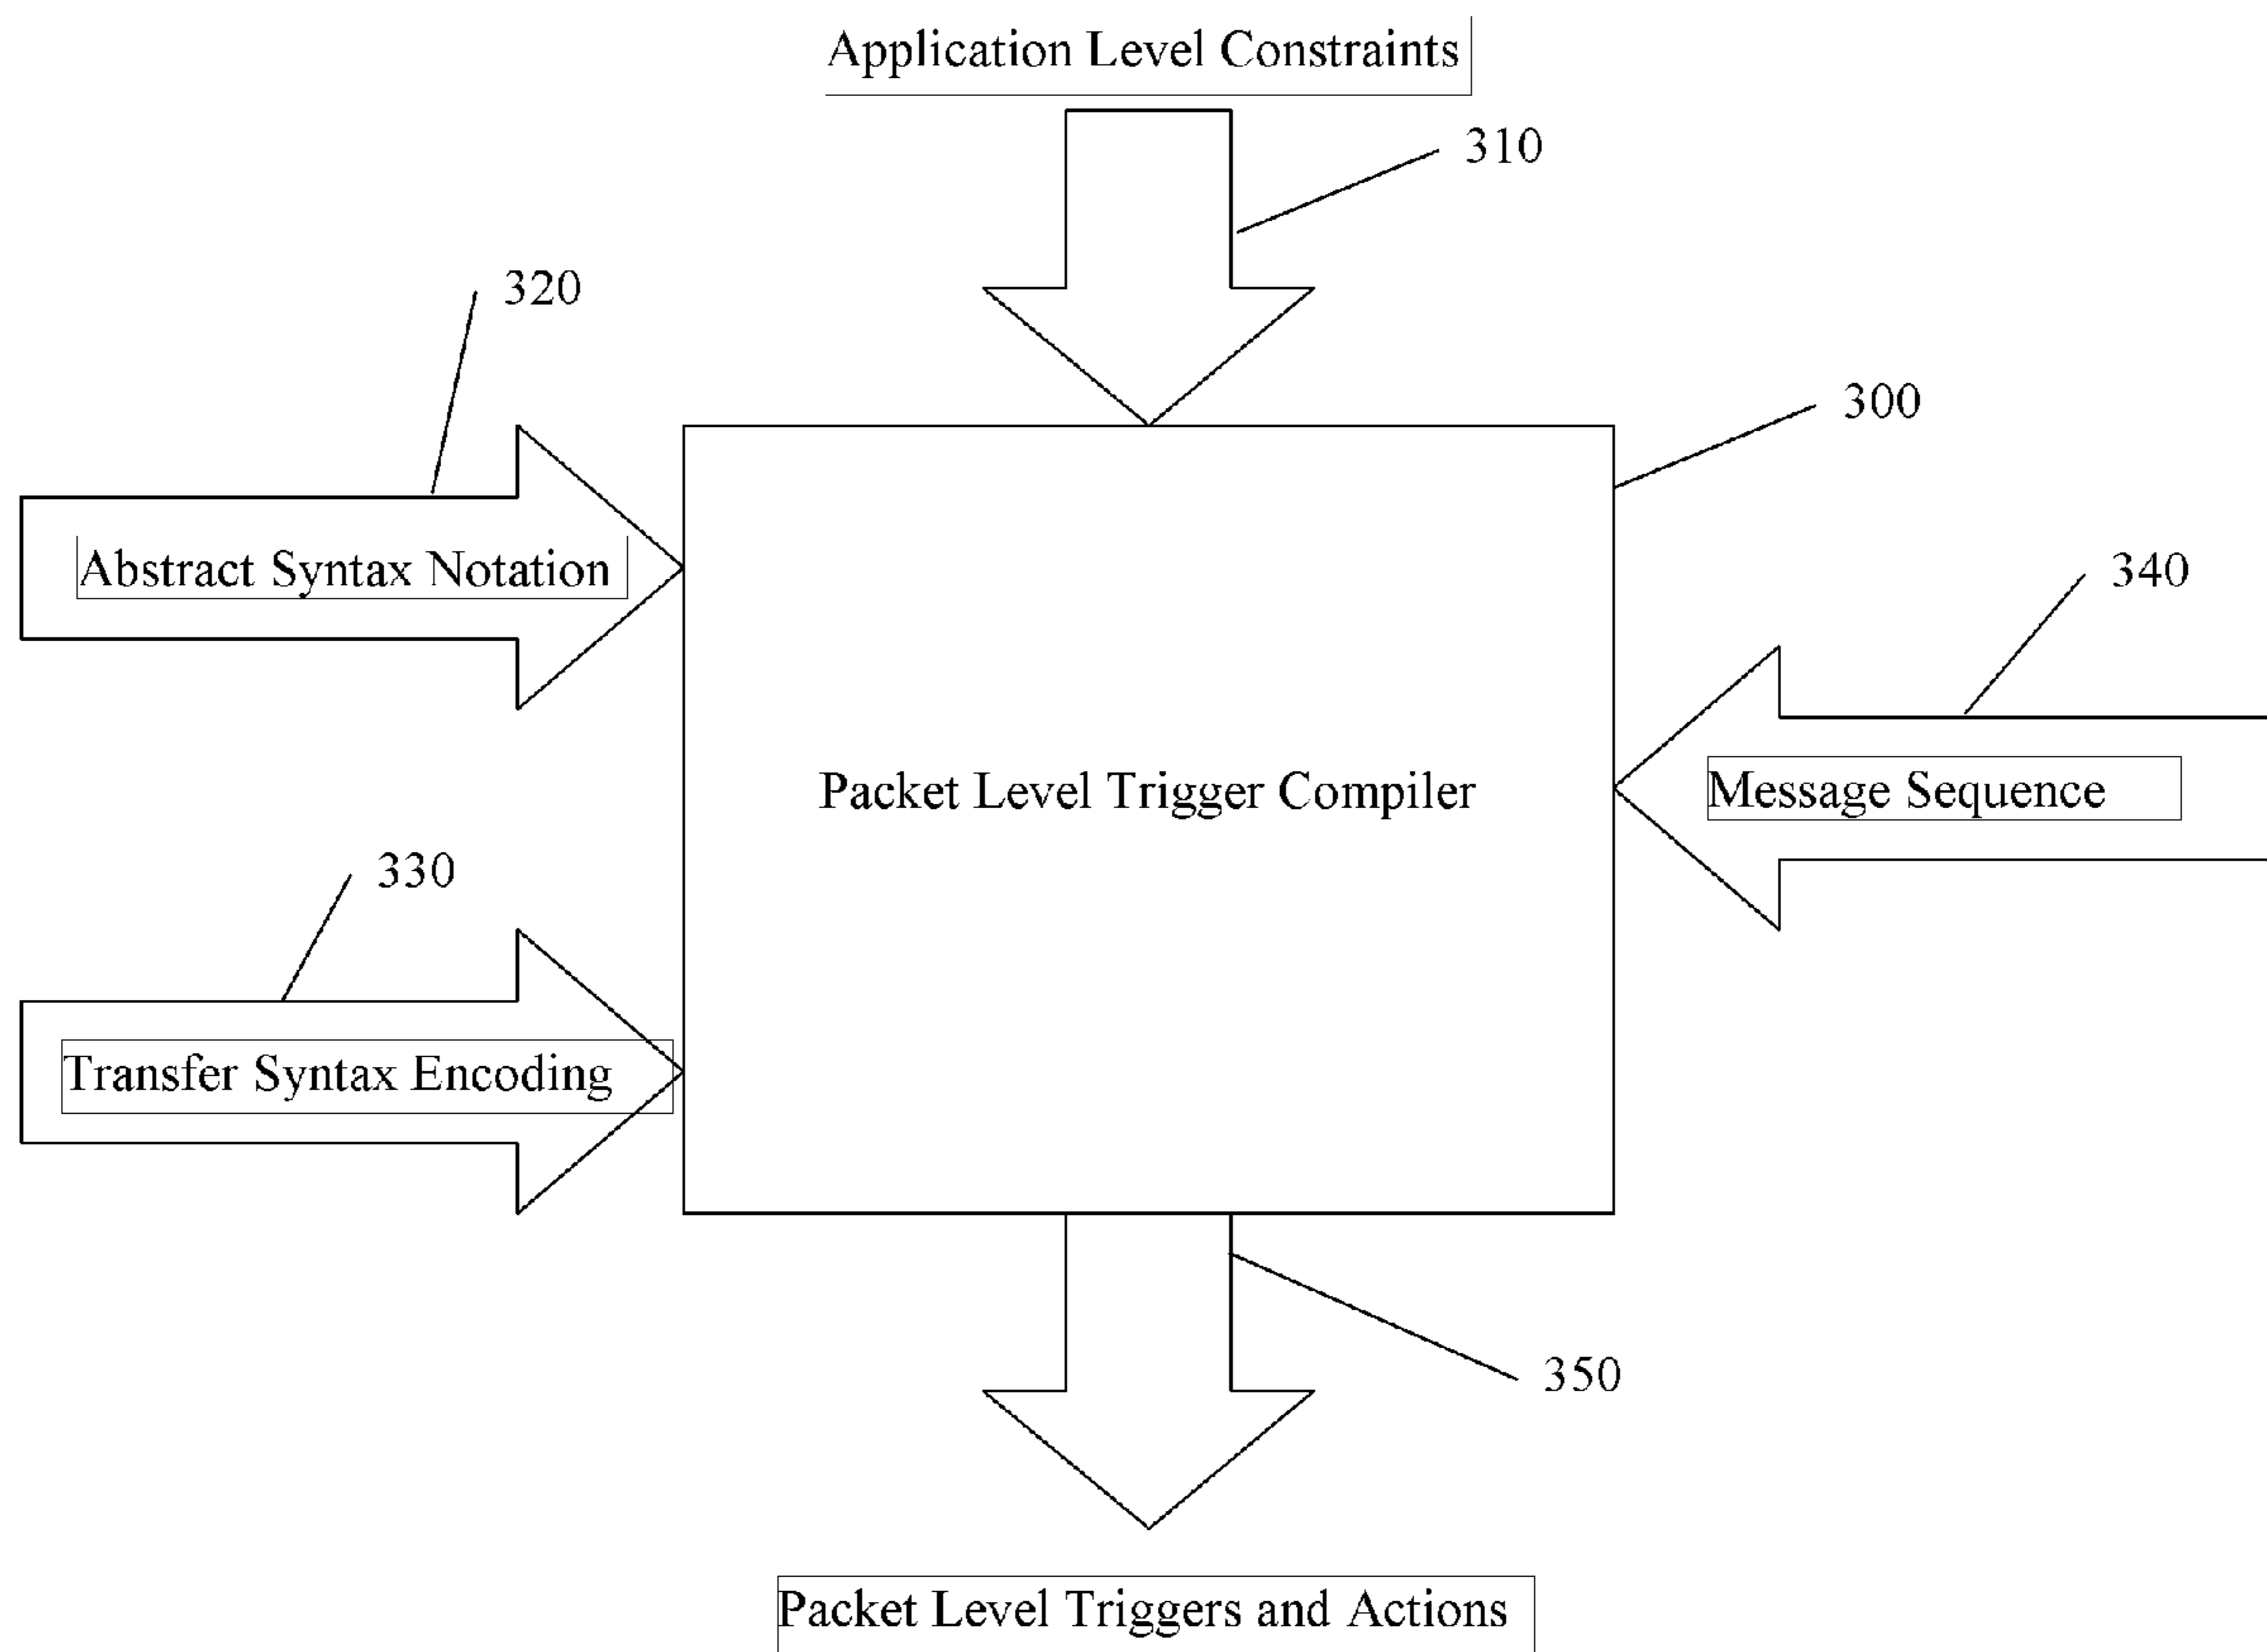 Application Level Constraints
310
320
300
Abstract Syntax Notation
340
Packet Level Trigger Compiler
Message Sequence
330
Transfer Syntax Encoding
350
Packet Level Triggers and Actions